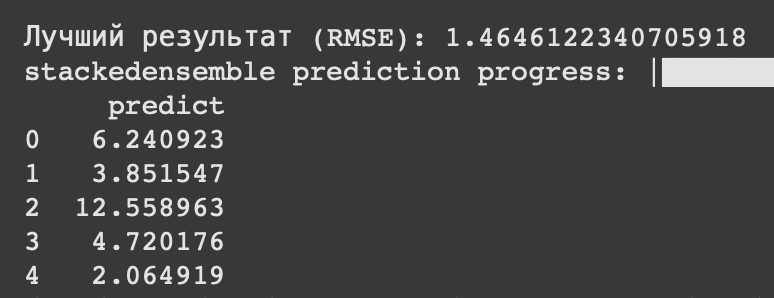 Лучший результат (RMSE): 1.4646122340705918
stackedensemble prediction progress: |
predict
0 6.240923
1 3.851547
2 12.558963
3 4.720176
4 2.064919